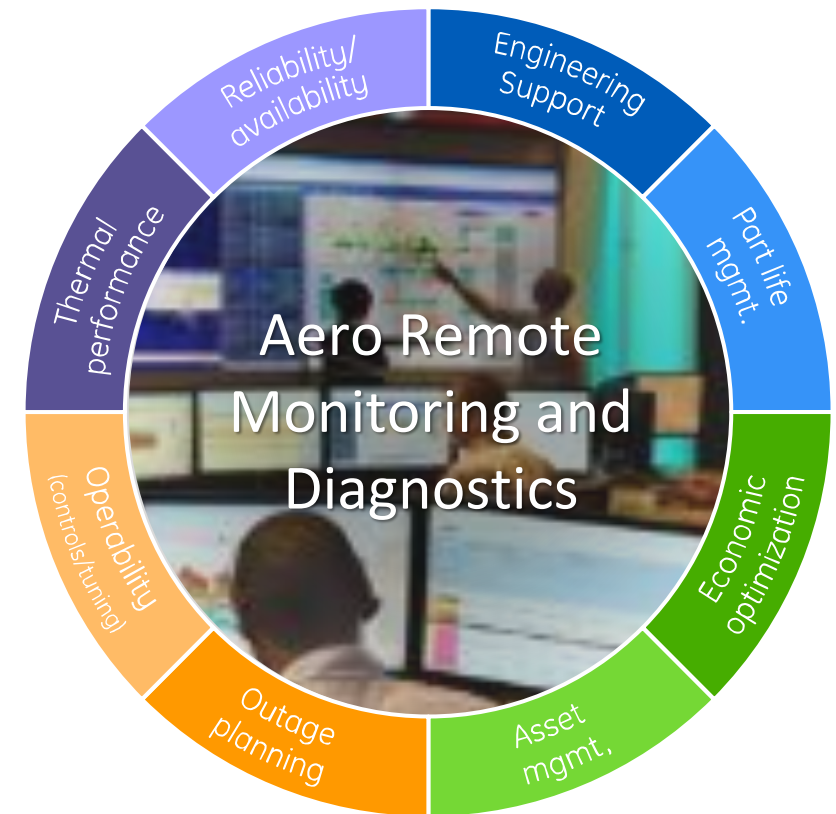 Engineering
Support
Part life
mgmt.
Economic
optimization
Asset
mgmt,
Outage
planning
Operability
(controls/tuning)
Thermal
performance
Reliability/
availability
Aero Remote
Monitoring and
Diagnostics